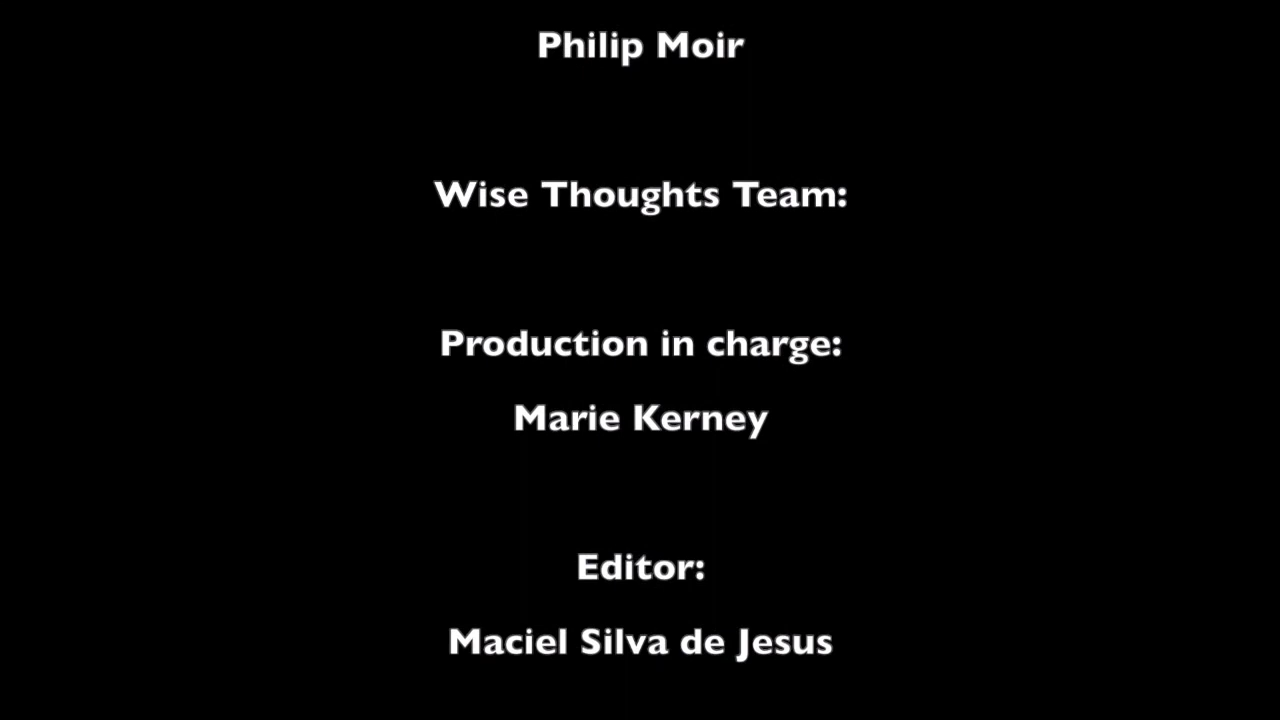 Philip Moir
Wise Thoughts Team:
Production in charge:
Marie Kerney
Editor:
Maciel Silva de Jesus